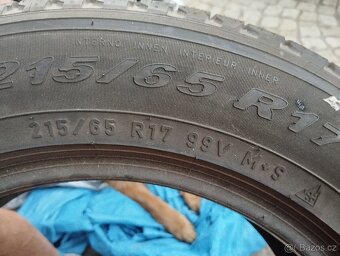 INTERNO INNEN INTERIEUR INNER
215/65 R17
215/65 R17 99V M+S
bazos.cz